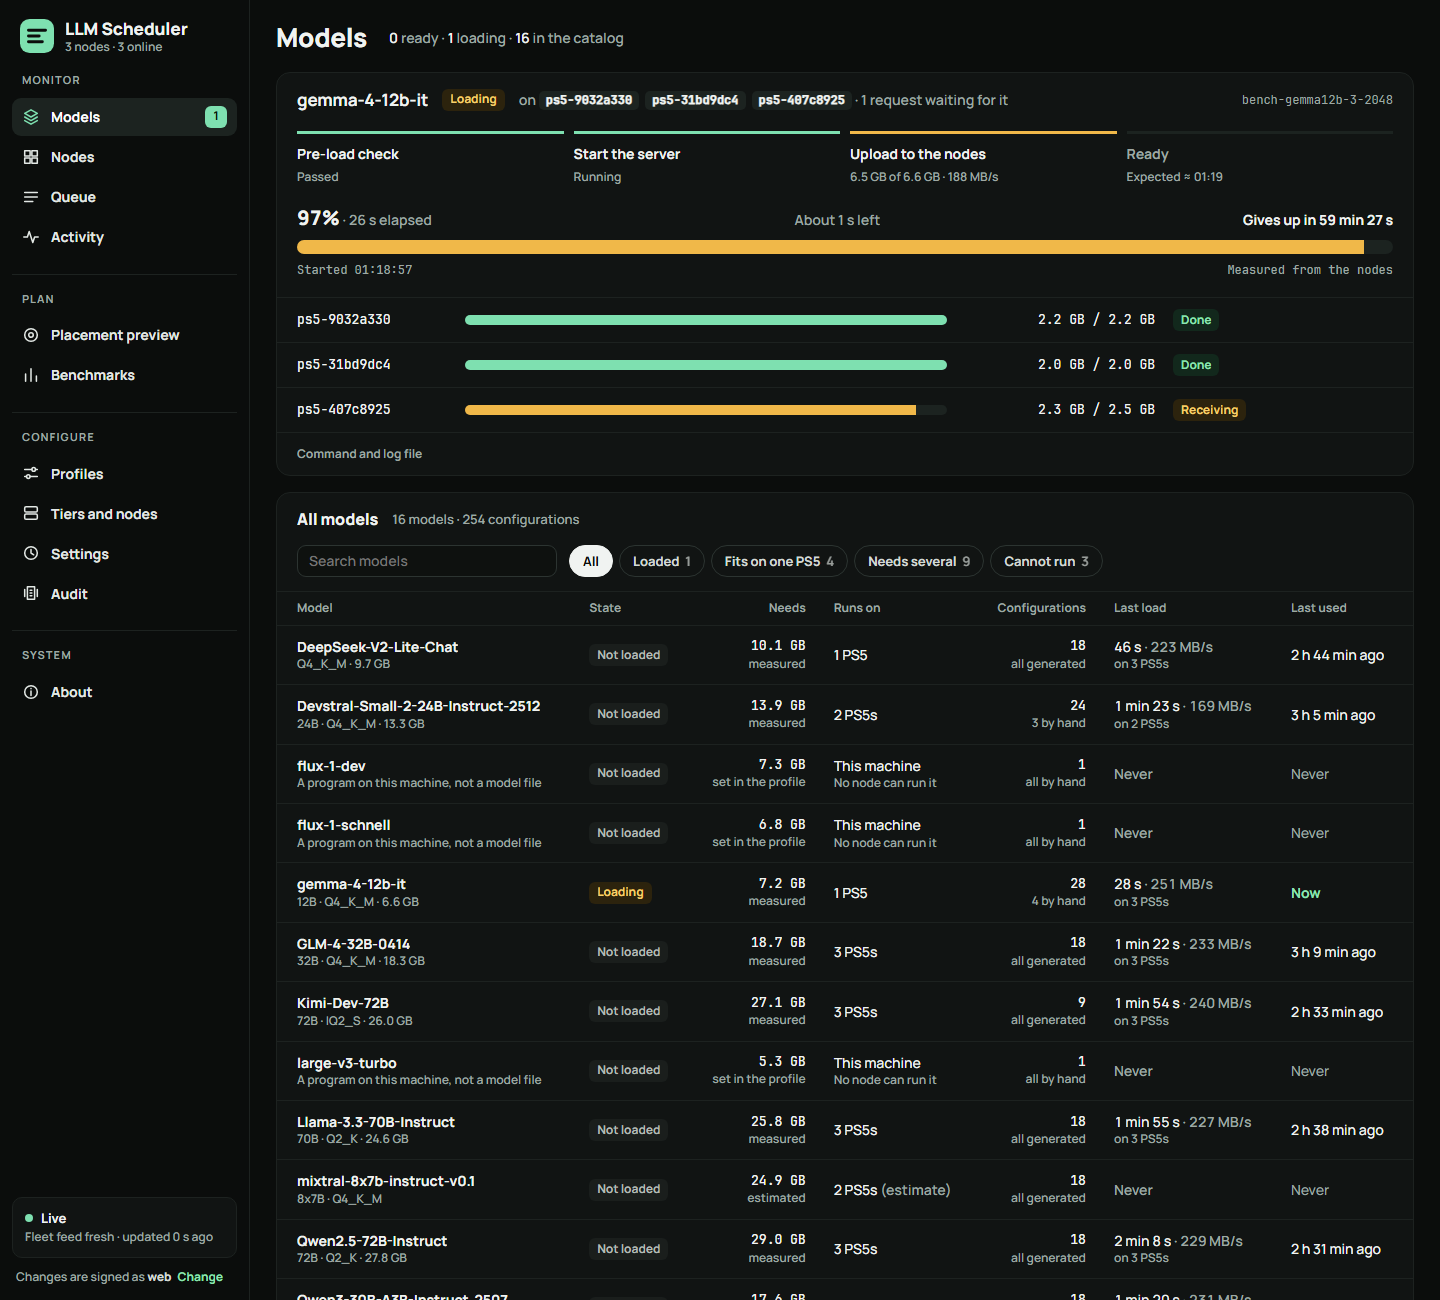 LLM Scheduler
3 nodes · 3 online
MONITOR
Models 1
Nodes
Queue
Activity
PLAN
Placement preview
Benchmarks
CONFIGURE
Profiles
Tiers and nodes
Settings
Audit
SYSTEM
About
Live
Fleet feed fresh · updated 0 s ago
Changes are signed as web Change
Models 0 ready · 1 loading · 16 in the catalog
gemma-4-12b-it Loading on ps5-9032a330 ps5-31bd9dc4 ps5-407c8925 · 1 request waiting for it bench-gemma12b-3-2048
Pre-load check Start the server Upload to the nodes Ready
Passed Running 6.5 GB of 6.6 GB · 188 MB/s Expected ≈ 01:19
97% · 26 s elapsed About 1 s left Gives up in 59 min 27 s
Started 01:18:57 Measured from the nodes
ps5-9032a330 2.2 GB / 2.2 GB Done
ps5-31bd9dc4 2.0 GB / 2.0 GB Done
ps5-407c8925 2.3 GB / 2.5 GB Receiving
Command and log file
All models 16 models · 254 configurations
Search models All Loaded 1 Fits on one PS5 4 Needs several 9 Cannot run 3
Model State Needs Runs on Configurations Last load Last used
DeepSeek-V2-Lite-Chat Not loaded 10.1 GB 1 PS5 18 46 s · 223 MB/s 2 h 44 min ago
Q4_K_M · 9.7 GB measured all generated on 3 PS5s
Devstral-Small-2-24B-Instruct-2512 Not loaded 13.9 GB 2 PS5s 24 1 min 23 s · 169 MB/s 3 h 5 min ago
24B · Q4_K_M · 13.3 GB measured 3 by hand on 2 PS5s
flux-1-dev Not loaded 7.3 GB This machine 1 Never Never
A program on this machine, not a model file set in the profile No node can run it all by hand
flux-1-schnell Not loaded 6.8 GB This machine 1 Never Never
A program on this machine, not a model file set in the profile No node can run it all by hand
gemma-4-12b-it Loading 7.2 GB 1 PS5 28 28 s · 251 MB/s Now
12B · Q4_K_M · 6.6 GB measured 4 by hand on 3 PS5s
GLM-4-32B-0414 Not loaded 18.7 GB 3 PS5s 18 1 min 22 s · 233 MB/s 3 h 9 min ago
32B · Q4_K_M · 18.3 GB measured all generated on 3 PS5s
Kimi-Dev-72B Not loaded 27.1 GB 3 PS5s 9 1 min 54 s · 240 MB/s 2 h 33 min ago
72B · IQ2_S · 26.0 GB measured all generated on 3 PS5s
large-v3-turbo Not loaded 5.3 GB This machine 1 Never Never
A program on this machine, not a model file set in the profile No node can run it all by hand
Llama-3.3-70B-Instruct Not loaded 25.8 GB 3 PS5s 18 1 min 55 s · 227 MB/s 2 h 38 min ago
70B · Q2_K · 24.6 GB measured all generated on 3 PS5s
mixtral-8x7b-instruct-v0.1 Not loaded 24.9 GB 2 PS5s (estimate) 18 Never Never
8x7B · Q4_K_M estimated all generated
Qwen2.5-72B-Instruct Not loaded 29.0 GB 3 PS5s 18 2 min 8 s · 229 MB/s 2 h 31 min ago
72B · Q2_K · 27.8 GB measured all generated on 3 PS5s
Qwen3-30B-A3B-Instruct-2507 17.6 GB 18 1 min 20 s · 231 MB/s